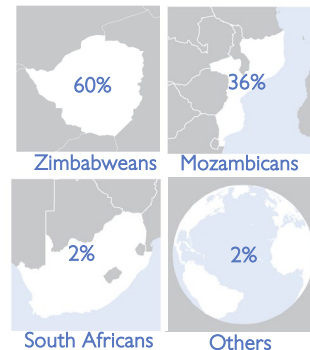 60%
36%
Zimbabweans
Mozambicans
2%
2%
South Africans
Others